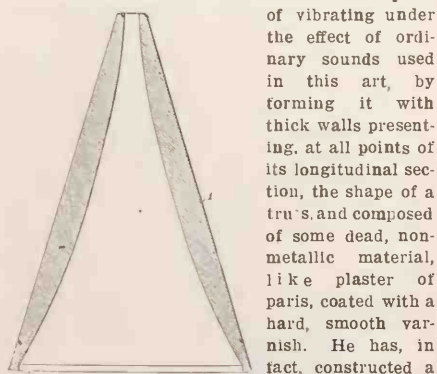 of vibrating under
the effect of ordi-
nary sounds used
in this art, by
forming it with
thick walls present-
ing, at all points of
its longitudinal sec-
tion, the shape of a
trus, and composed
of some dead, non-
metallic material,
like plaster of
paris, coated with a
hard, smooth var-
nish. He has, in
fact, constructed a